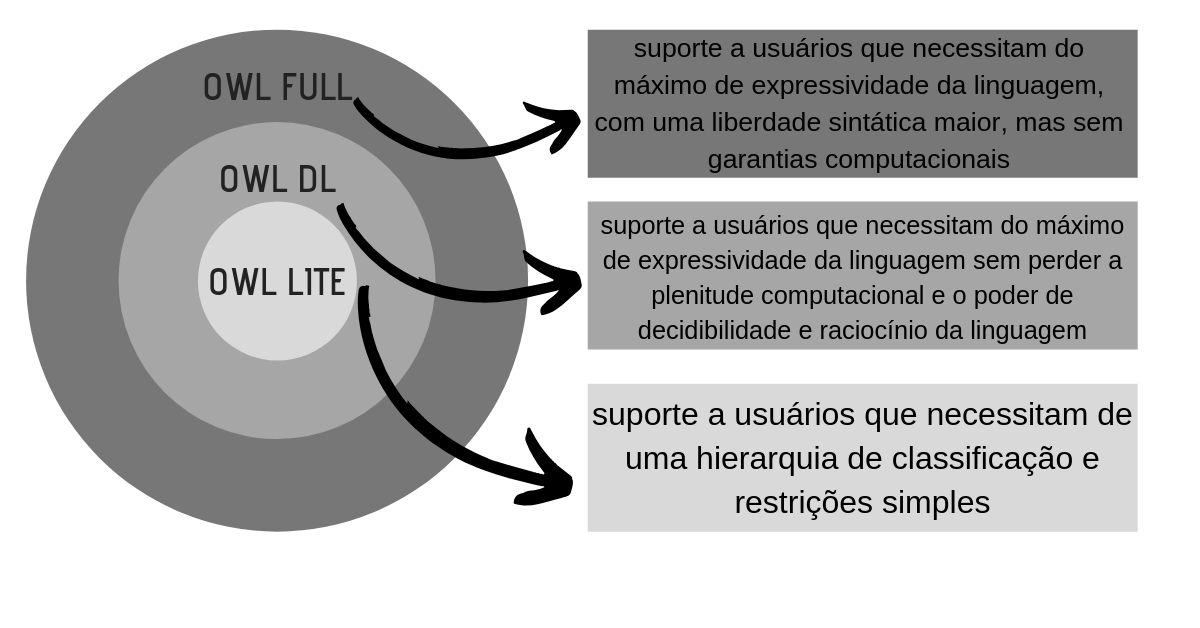 OWL FULL
OWL DL
OWL LITE
suporte a usuários que necessitam do
máximo de expressividade da linguagem,
com uma liberdade sintática maior, mas sem
garantias computacionais
suporte a usuários que necessitam do máximo
de expressividade da linguagem sem perder a
plenitude computacional e o poder de
decidibilidade e raciocínio da linguagem
suporte a usuários que necessitam de
uma hierarquia de classificação e
restrições simples